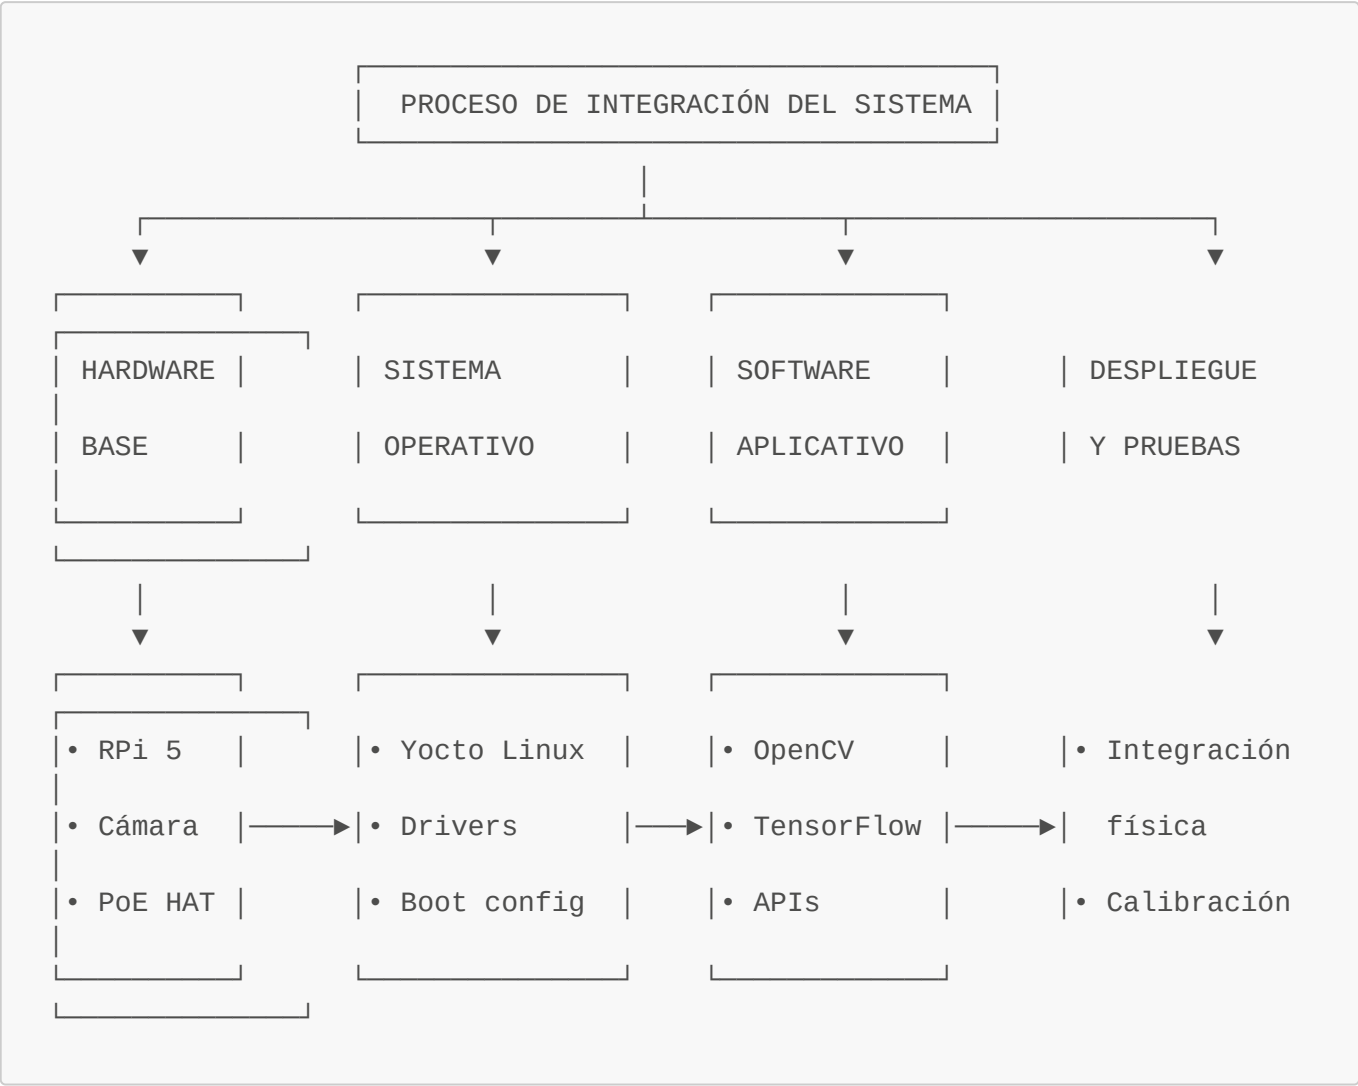 PROCESO DE INTEGRACIÓN DEL SISTEMA
HARDWARE SISTEMA SOFTWARE DESPLIEGUE
BASE OPERATIVO APLICATIVO Y PRUEBAS
• RPi 5 • Yocto Linux • OpenCV • Integración
• Cámara • Drivers • TensorFlow física
• PoE HAT • Boot config • APIs • Calibración